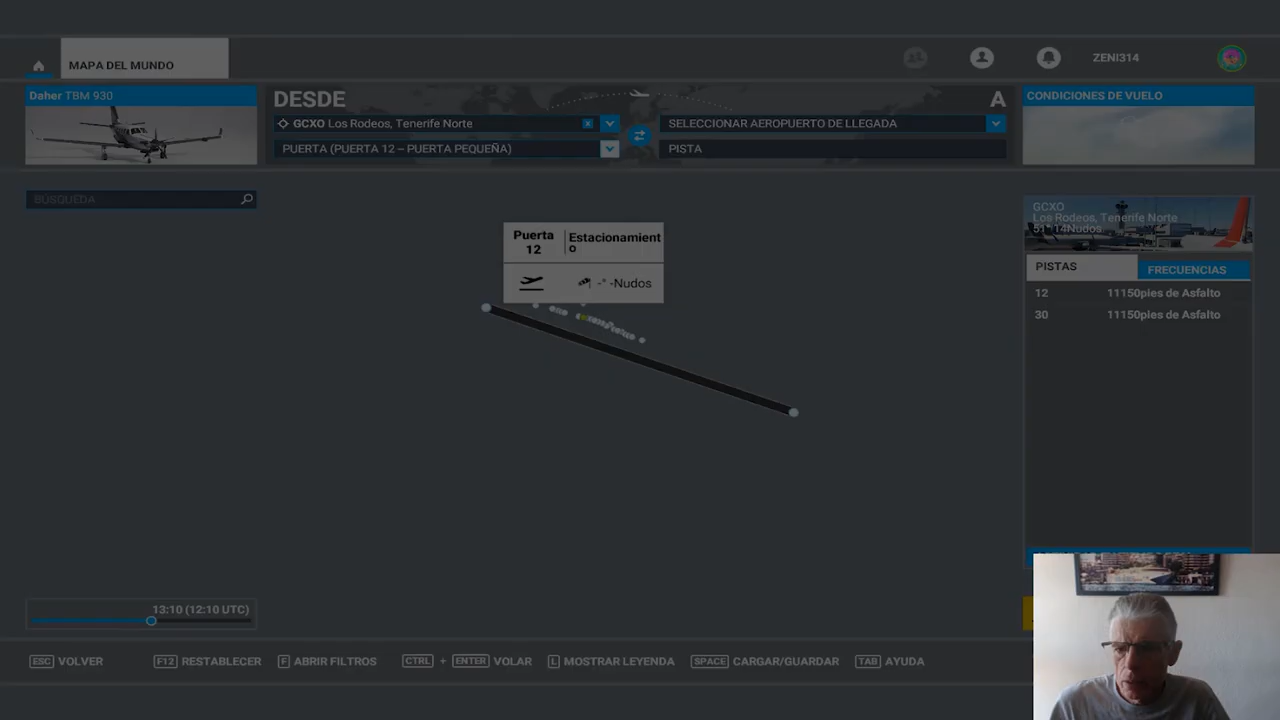 MAPA DEL MUNDO
ZENI314
Daher TBM 930
DESDE
A
CONDICIONES DE VUELO
GCXO Los Rodeos, Tenerife Norte
SELECCIONAR AEROPUERTO DE LLEGADA
PUERTA (PUERTA 12 – PUERTA PEQUEÑA)
PISTA
BÚSQUEDA
GCXO
Los Rodeos, Tenerife Norte
51° 14Nudos
Puerta
12
Estacionamient
o
-° -Nudos
PISTAS
FRECUENCIAS
12 11150pies de Asfalto
30 11150pies de Asfalto
13:10 (12:10 UTC)
ESC VOLVER
F12 RESTABLECER
F ABRIR FILTROS
CTRL + ENTER VOLAR
L MOSTRAR LEYENDA
SPACE CARGAR/GUARDAR
TAB AYUDA